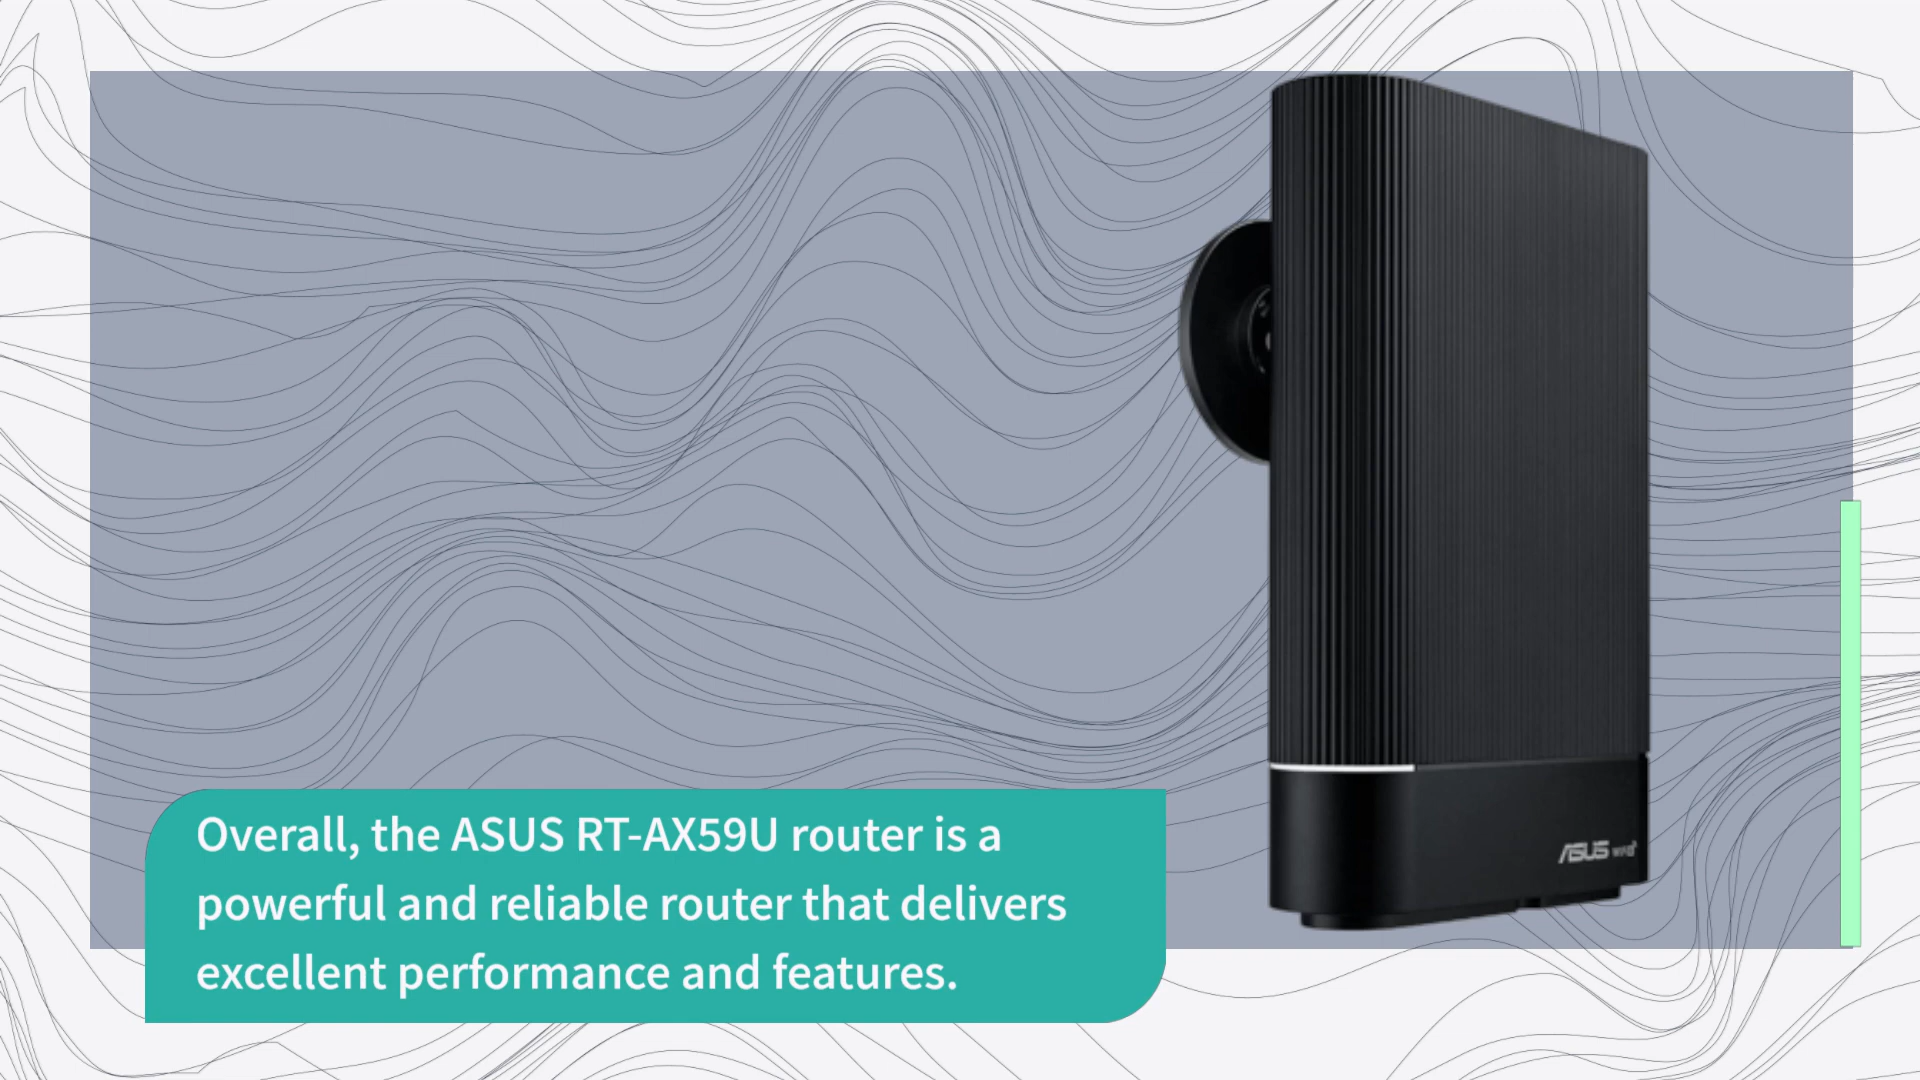 Overall, the ASUS RT-AX59U router is a
powerful and reliable router that delivers
excellent performance and features.
ASUS